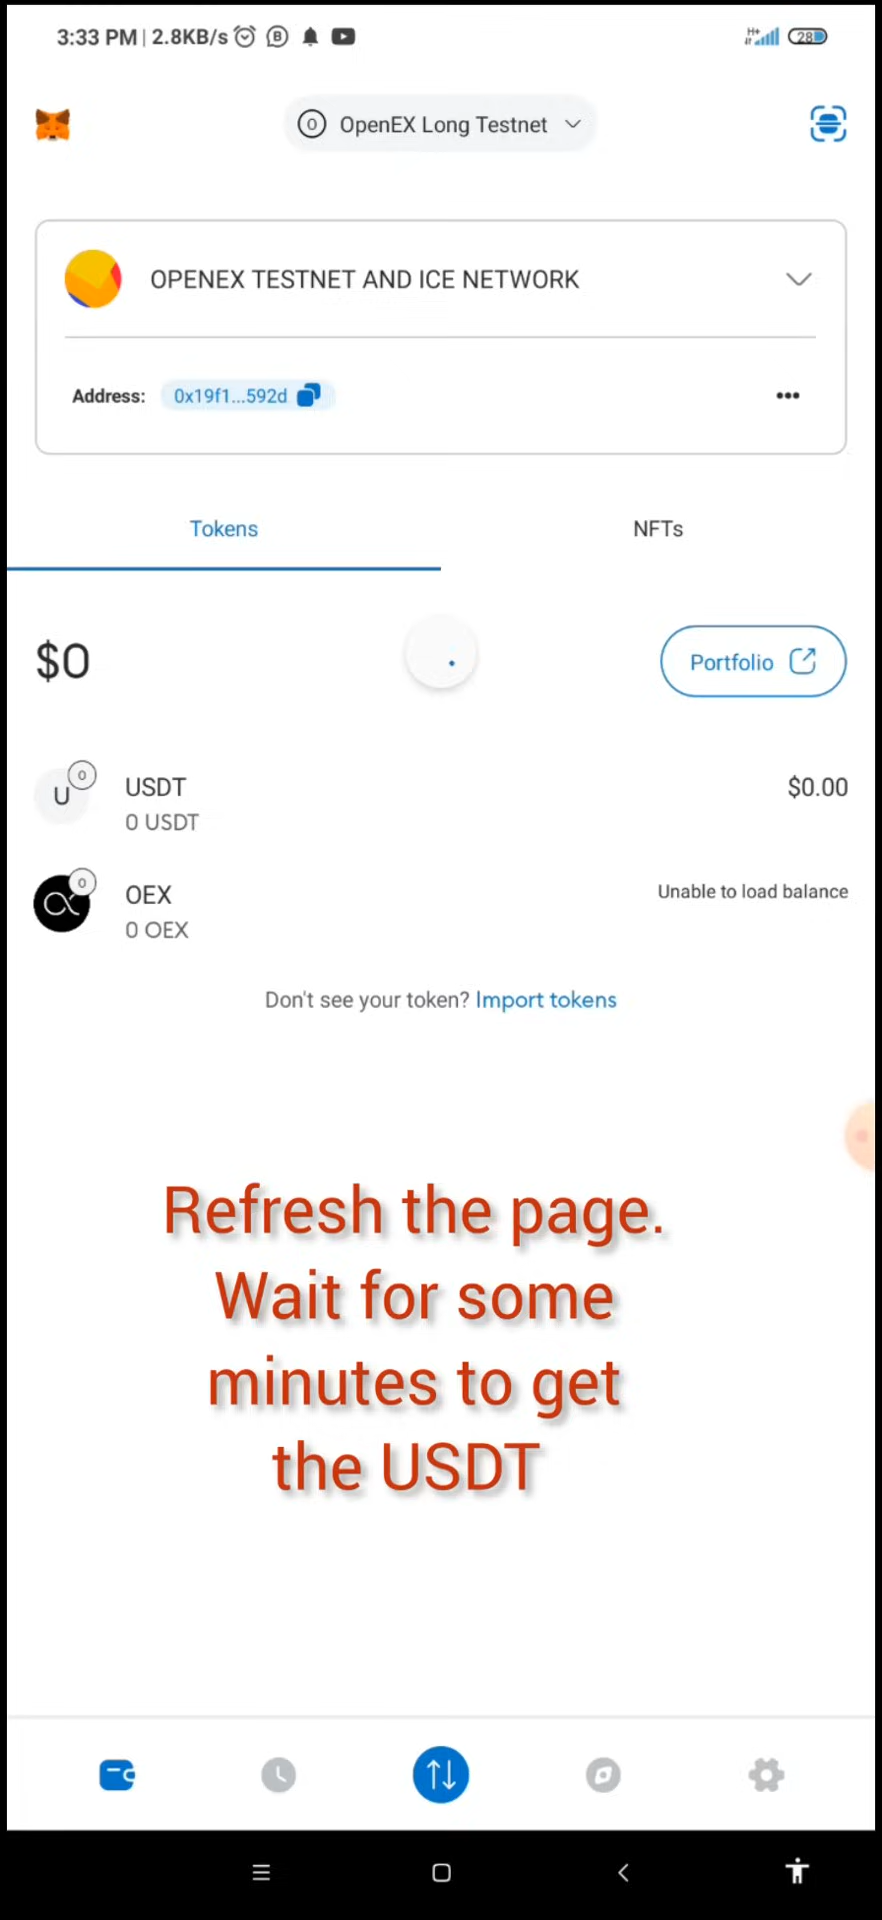 3:33 PM | 2.8KB/s
H+
28
OpenEX Long Testnet
OPENEX TESTNET AND ICE NETWORK
Address: 0x19f1...592d
Tokens
NFTs
$0
Portfolio
U
USDT
$0.00
0 USDT
OEX
Unable to load balance
0 OEX
Don't see your token? Import tokens
Refresh the page.
Wait for some
minutes to get
the USDT